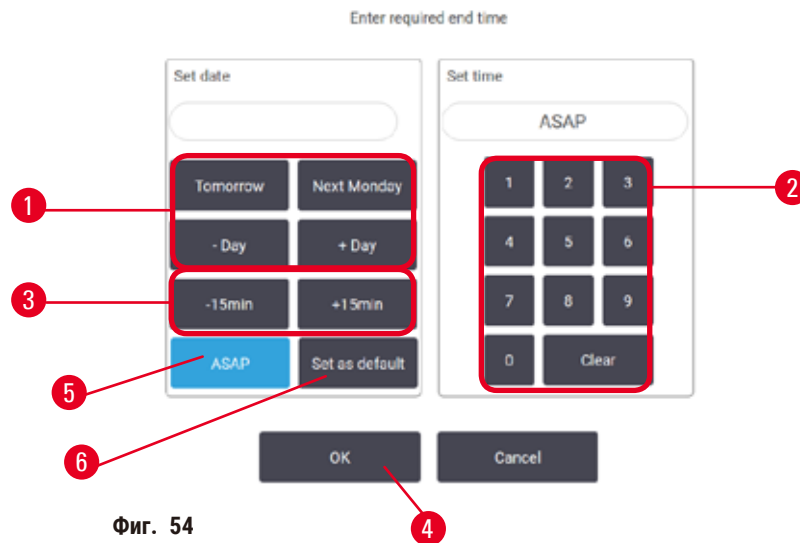 Enter required end time
Set date
Set time
ASAP
Tomorrow
Next Monday
- Day
+ Day
-15min
+15min
ASAP
Set as default
1
2
3
4
5
6
7
8
9
0
Clear
OK
Cancel
1
2
3
5
6
4
Фиг. 54